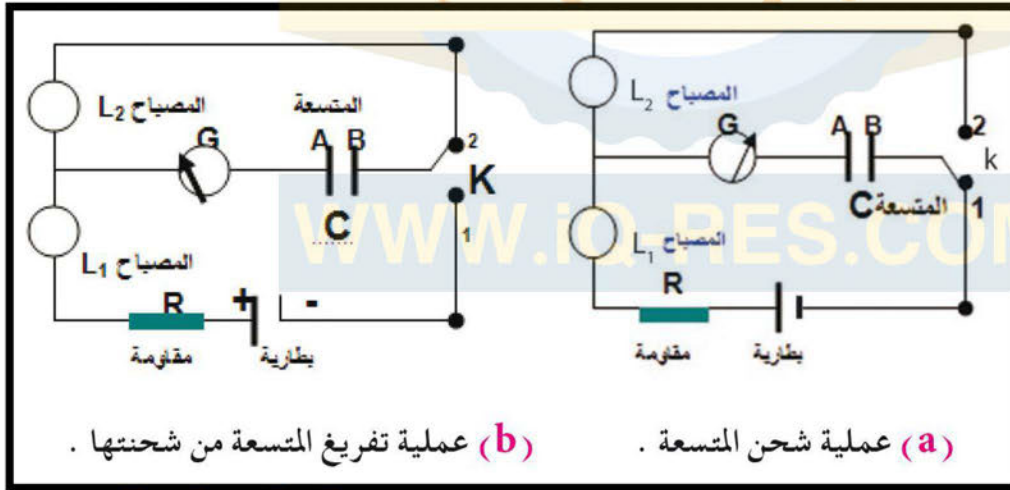 المصباح L2
المتسعة
G
A B
2
K
C
1
المصباح L1
R
+
-
مقاومة
بطارية
(b) عملية تفريغ المتسعة من شحنتها .
المصباح L2
G
A B
2
k
C المتسعة
1
المصباح L1
R
مقاومة
بطارية
(a) عملية شحن المتسعة .
WWW.iQ-RES.COM